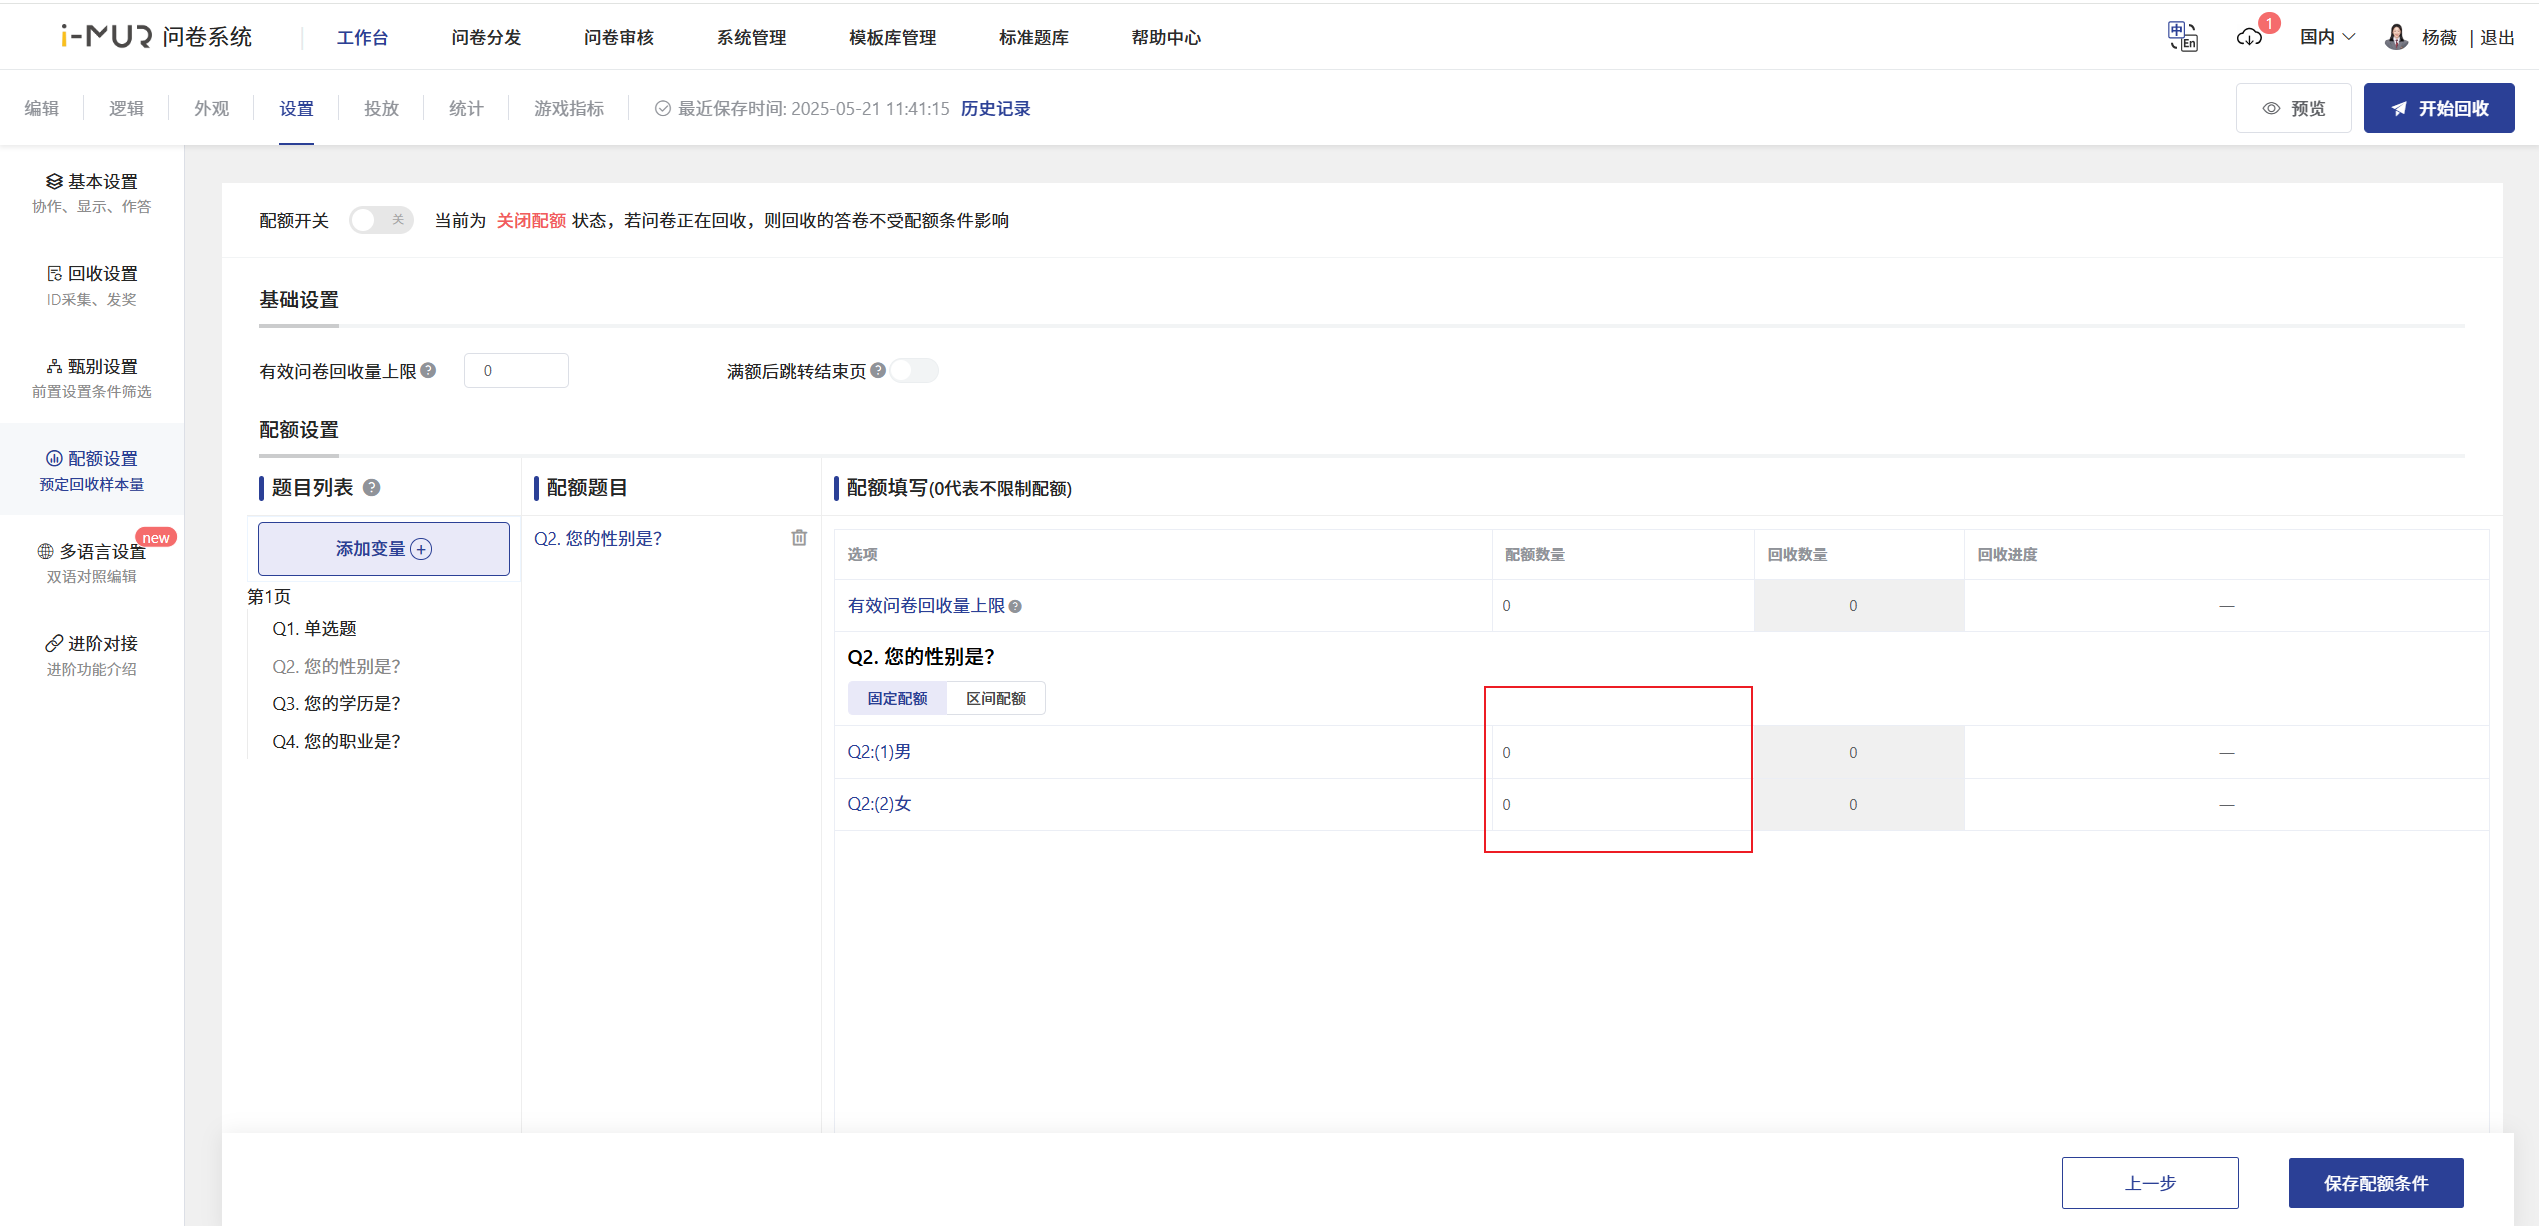 i-MUR 问卷系统 工作台 问卷分发 问卷审核 系统管理 模板库管理 标准题库 帮助中心 中 En 1 国内 杨薇 | 退出
编辑 逻辑 外观 设置 投放 统计 游戏指标 最近保存时间: 2025-05-21 11:41:15 历史记录 预览 开始回收
基本设置
协作、显示、作答
回收设置
ID采集、发奖
甄别设置
前置设置条件筛选
配额设置
预定回收样本量
new
多语言设置
双语对照编辑
进阶对接
进阶功能介绍
配额开关 关 当前为 关闭配额 状态，若问卷正在回收，则回收的答卷不受配额条件影响
基础设置
有效问卷回收量上限 ? 0 满额后跳转结束页 ?
配额设置
题目列表 ? 配额题目 配额填写(0代表不限制配额)
添加变量
第1页
Q1. 单选题
Q2. 您的性别是?
Q3. 您的学历是?
Q4. 您的职业是?
Q2. 您的性别是?
选项 配额数量 回收数量 回收进度
有效问卷回收量上限 ? 0 0 —
Q2. 您的性别是?
固定配额 区间配额
Q2:(1)男 0 0 —
Q2:(2)女 0 0 —
上一步 保存配额条件